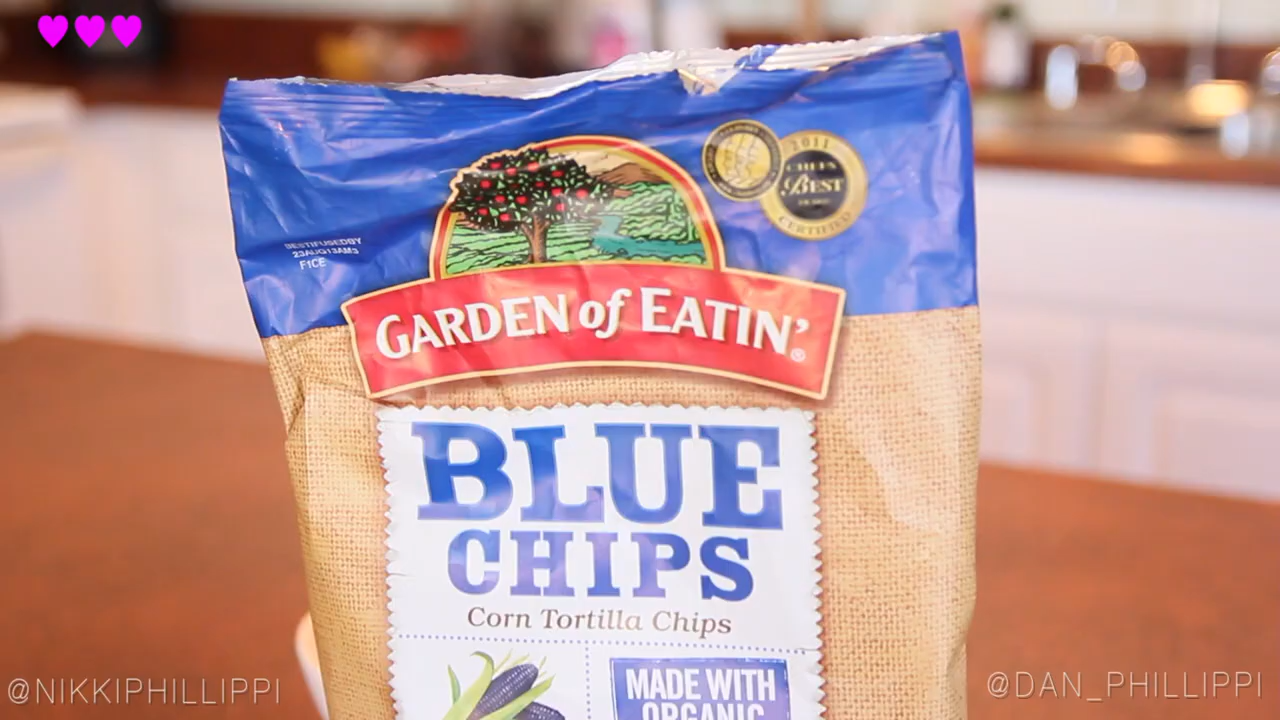 2011
CHEFS
BEST
CERTIFIED
BESTIFUSEDBY
23AUG13AM3
F1CE
GARDEN of EATIN'®
BLUE
CHIPS
Corn Tortilla Chips
MADE WITH
ORGANIC
@NIKKIPHILLIPPI
@DAN_PHILLIPPI